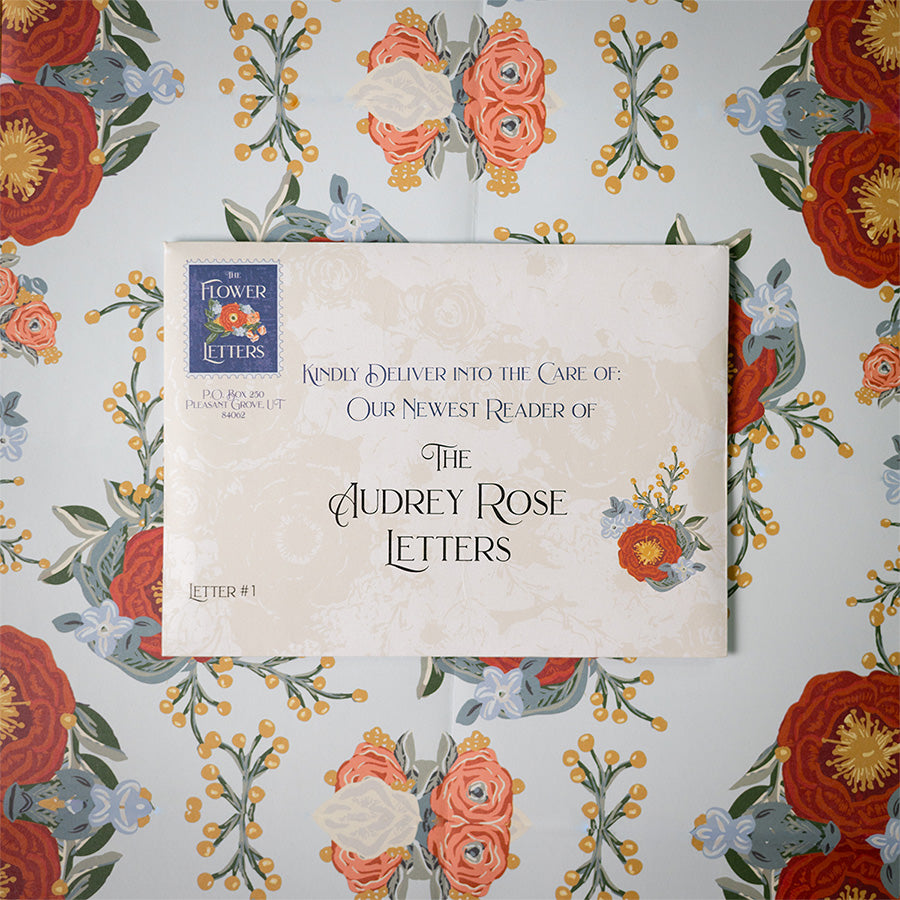 The
Flower
Letters
P.O. Box 250
Pleasant Grove, UT
84062
Kindly Deliver into the Care of:
Our Newest Reader of
The
Audrey Rose
Letters
Letter #1